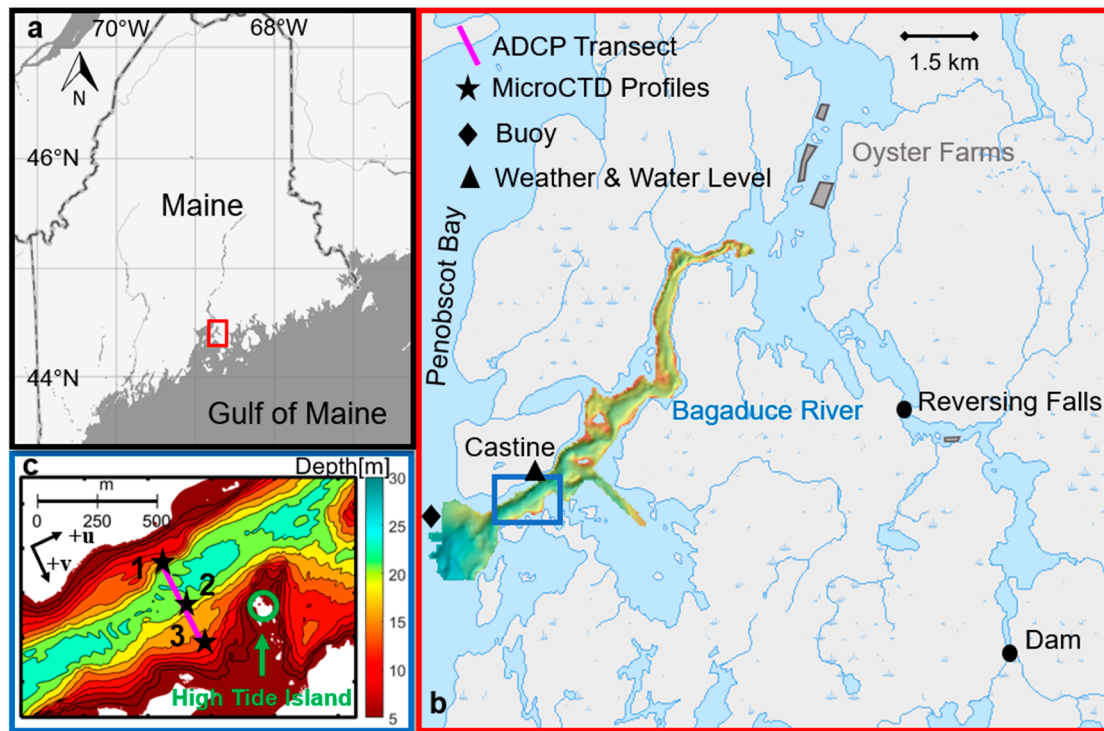 a
70°W
68°W
N
46°N
Maine
44°N
Gulf of Maine
ADCP Transect
MicroCTD Profiles
Buoy
Weather & Water Level
1.5 km
Oyster Farms
Penobscot Bay
Bagaduce River
Reversing Falls
Castine
Dam
b
c
Depth[m]
m
0 250 500
+u
+v
1
2
3
High Tide Island
30
25
20
15
10
5